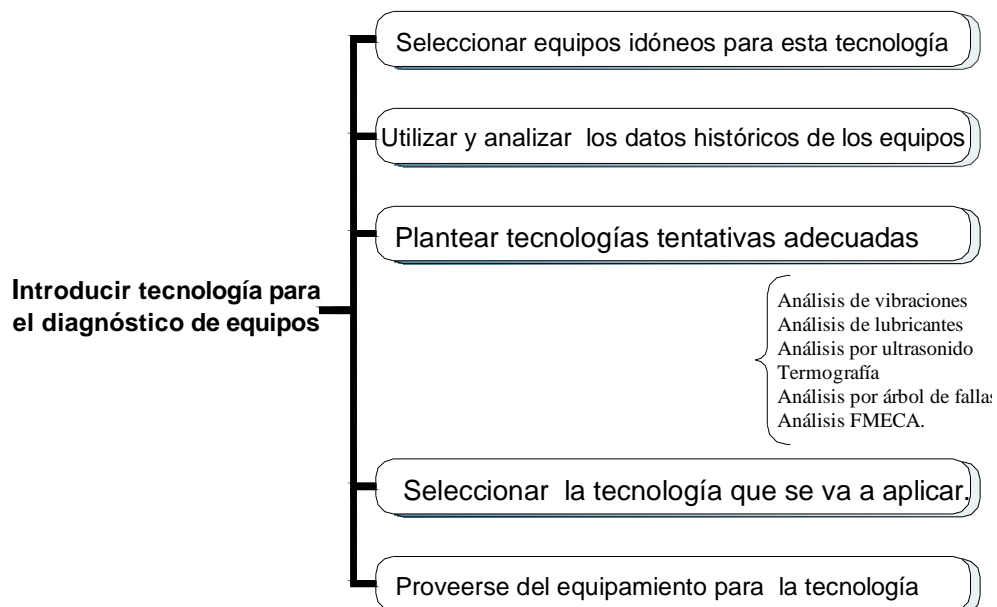 Seleccionar equipos idóneos para esta tecnología
Utilizar y analizar los datos históricos de los equipos
Plantear tecnologías tentativas adecuadas
Introducir tecnología para
el diagnóstico de equipos
Análisis de vibraciones
Análisis de lubricantes
Análisis por ultrasonido
Termografía
Análisis por árbol de fallas
Análisis FMECA.
Seleccionar la tecnología que se va a aplicar.
Proveerse del equipamiento para la tecnología